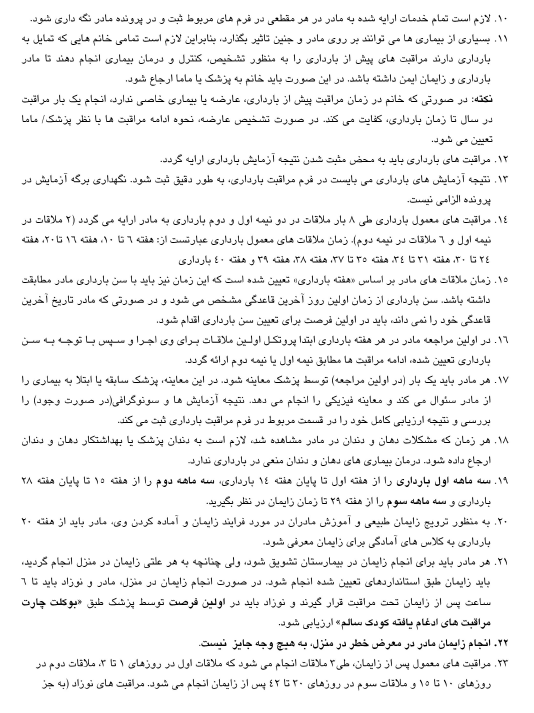 ۱۰. لازم است تمام خدمات ارایه شده به مادر در هر مقطعی در فرم های مربوط ثبت و در پرونده مادر نگه داری شود.
۱۱. بسیاری از بیماری ها می توانند بر روی مادر و جنین تاثیر بگذارد، بنابراین لازم است تمامی خانم هایی که تمایل به
بارداری دارند مراقبت های پیش از بارداری را به منظور تشخیص، کنترل و درمان بیماری انجام دهند تا مادر
بارداری و زایمان ایمن داشته باشد. در این صورت باید خانم به پزشک یا ماما ارجاع شود.
نکته: در صورتی که خانم در زمان مراقبت پیش از بارداری، عارضه یا بیماری خاصی ندارد، انجام یک بار مراقبت
در سال تا زمان بارداری، کفایت می کند. در صورت تشخیص عارضه، نحوه ادامه مراقبت ها با نظر پزشک/ ماما
تعیین می شود.
۱۲. مراقبت های بارداری باید به محض مثبت شدن نتیجه آزمایش بارداری ارایه گردد.
۱۳. نتیجه آزمایش های بارداری می بایست در فرم مراقبت بارداری، به طور دقیق ثبت شود. نگهداری برگه آزمایش در
پرونده الزامی نیست.
۱۴. مراقبت های معمول بارداری طی ۸ بار ملاقات در دو نیمه اول و دوم بارداری به مادر ارایه می گردد (۲ ملاقات در
نیمه اول و ٦ ملاقات در نیمه دوم). زمان ملاقات های معمول بارداری عبارتست از: هفته ٦ تا ۱۰، هفته ۱٦ تا۲۰، هفته
۲٤ تا ۳۰، هفته ۳۱ تا ۳٤، هفته ۳٥ تا ۳۷، هفته ۳۸، هفته ۳۹ و هفته ٤۰ بارداری
۱۵. زمان ملاقات های مادر بر اساس «هفته بارداری» تعیین شده است که این زمان نیز باید با سن بارداری مادر مطابقت
داشته باشد. سن بارداری از زمان اولین روز آخرین قاعدگی مشخص می شود و در صورتی که مادر تاریخ آخرین
قاعدگی خود را نمی داند، باید در اولین فرصت برای تعیین سن بارداری اقدام شود.
۱٦. در اولین مراجعه مادر در هر هفته بارداری ابتدا پروتکل اولین ملاقات برای وی اجرا و سپس با توجه به سن
بارداری تعیین شده، ادامه مراقبت ها مطابق نیمه اول یا نیمه دوم ارائه گردد.
۱۷. هر مادر باید یک بار (در اولین مراجعه) توسط پزشک معاینه شود. در این معاینه، پزشک سابقه یا ابتلا به بیماری را
از مادر سئوال می کند و معاینه فیزیکی را انجام می دهد. نتیجه آزمایش ها و سونوگرافی(در صورت وجود) را
بررسی و نتیجه ارزیابی کامل خود را در قسمت مربوط در فرم مراقبت بارداری ثبت می کند.
۱۸. هر زمان که مشکلات دهان و دندان در مادر مشاهده شد، لازم است به دندان پزشک یا بهداشتکار دهان و دندان
ارجاع داده شود. درمان بیماری های دهان و دندان منعی در بارداری ندارد.
۱۹. سه ماهه اول بارداری را از هفته اول تا پایان هفته ۱٤ بارداری، سه ماهه دوم را از هفته ۱٥ تا پایان هفته ۲۸
بارداری و سه ماهه سوم را از هفته ۲۹ تا زمان زایمان در نظر بگیرید.
۲۰. به منظور ترویج زایمان طبیعی و آموزش مادران در مورد فرایند زایمان و آماده کردن وی، مادر باید از هفته ۲۰
بارداری به کلاس های آمادگی برای زایمان معرفی شود.
۲۱. هر مادر باید برای انجام زایمان در بیمارستان تشویق شود، ولی چنانچه به هر علتی زایمان در منزل انجام گردید،
باید زایمان طبق استانداردهای تعیین شده انجام شود. در صورت انجام زایمان در منزل، مادر و نوزاد باید تا ٦
ساعت پس از زایمان تحت مراقبت قرار گیرند و نوزاد باید در اولین فرصت توسط پزشک طبق «بوکلت چارت
مراقبت های ادغام یافته کودک سالم» ارزیابی شود.
۲۲. انجام زایمان مادر در معرض خطر در منزل، به هیچ وجه جایز نیست.
۲۳. مراقبت های معمول پس از زایمان، طی۳ ملاقات انجام می شود که ملاقات اول در روزهای ۱ تا ۳، ملاقات دوم در
روزهای ۱۰ تا ۱٥ و ملاقات سوم در روزهای ۳۰ تا ٤۲ پس از زایمان انجام می شود. مراقبت های نوزاد (به جز